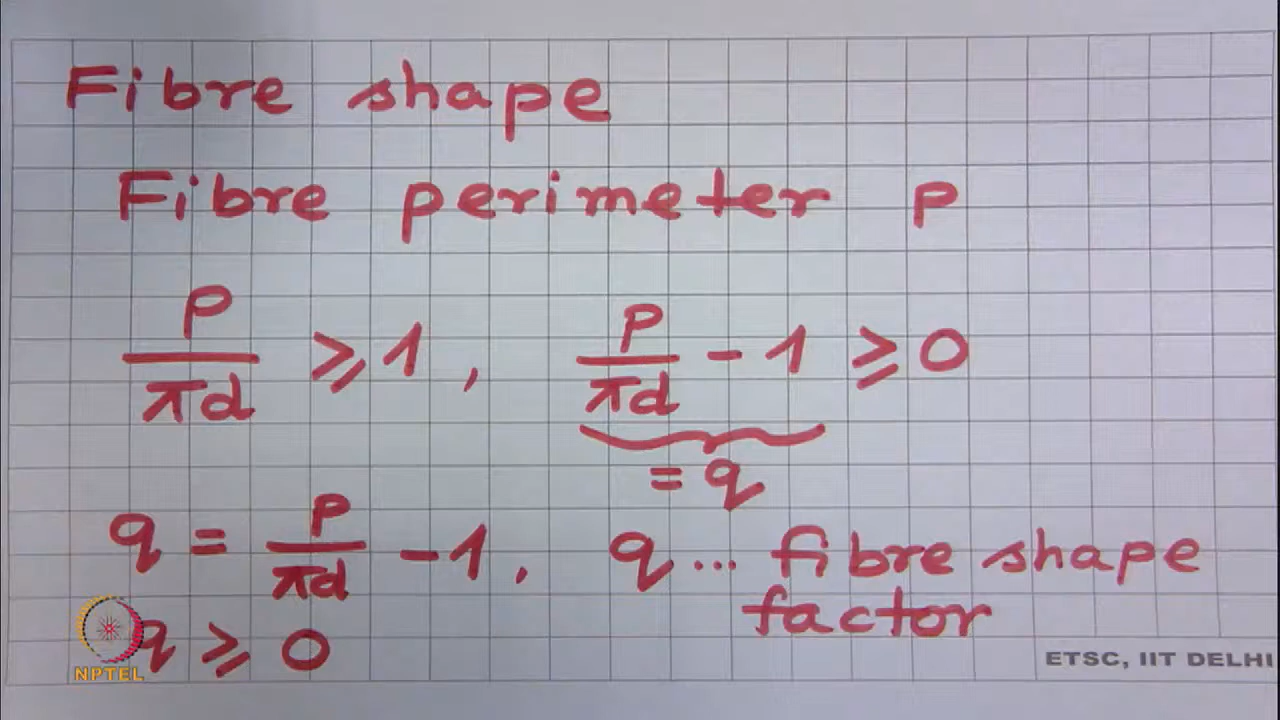 Fibre shape
Fibre perimeter p
p/πd ≥ 1, p/πd - 1 ≥ 0
= q
q = p/πd - 1, q... fibre shape
factor
q ≥ 0
NPTEL
ETSC, IIT DELHI